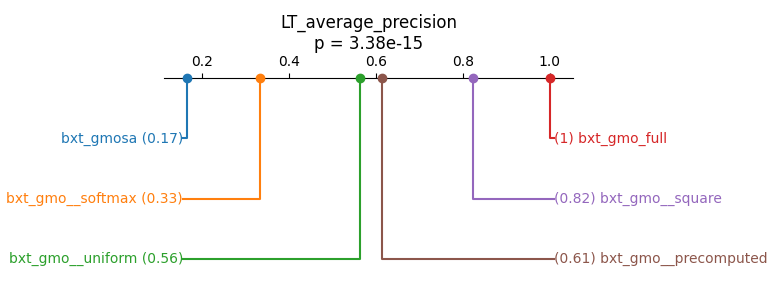 LT_average_precision
p = 3.38e-15
0.2 0.4 0.6 0.8 1.0
bxt_gmosa (0.17) (1) bxt_gmo_full
bxt_gmo__softmax (0.33) (0.82) bxt_gmo__square
bxt_gmo__uniform (0.56) (0.61) bxt_gmo__precomputed